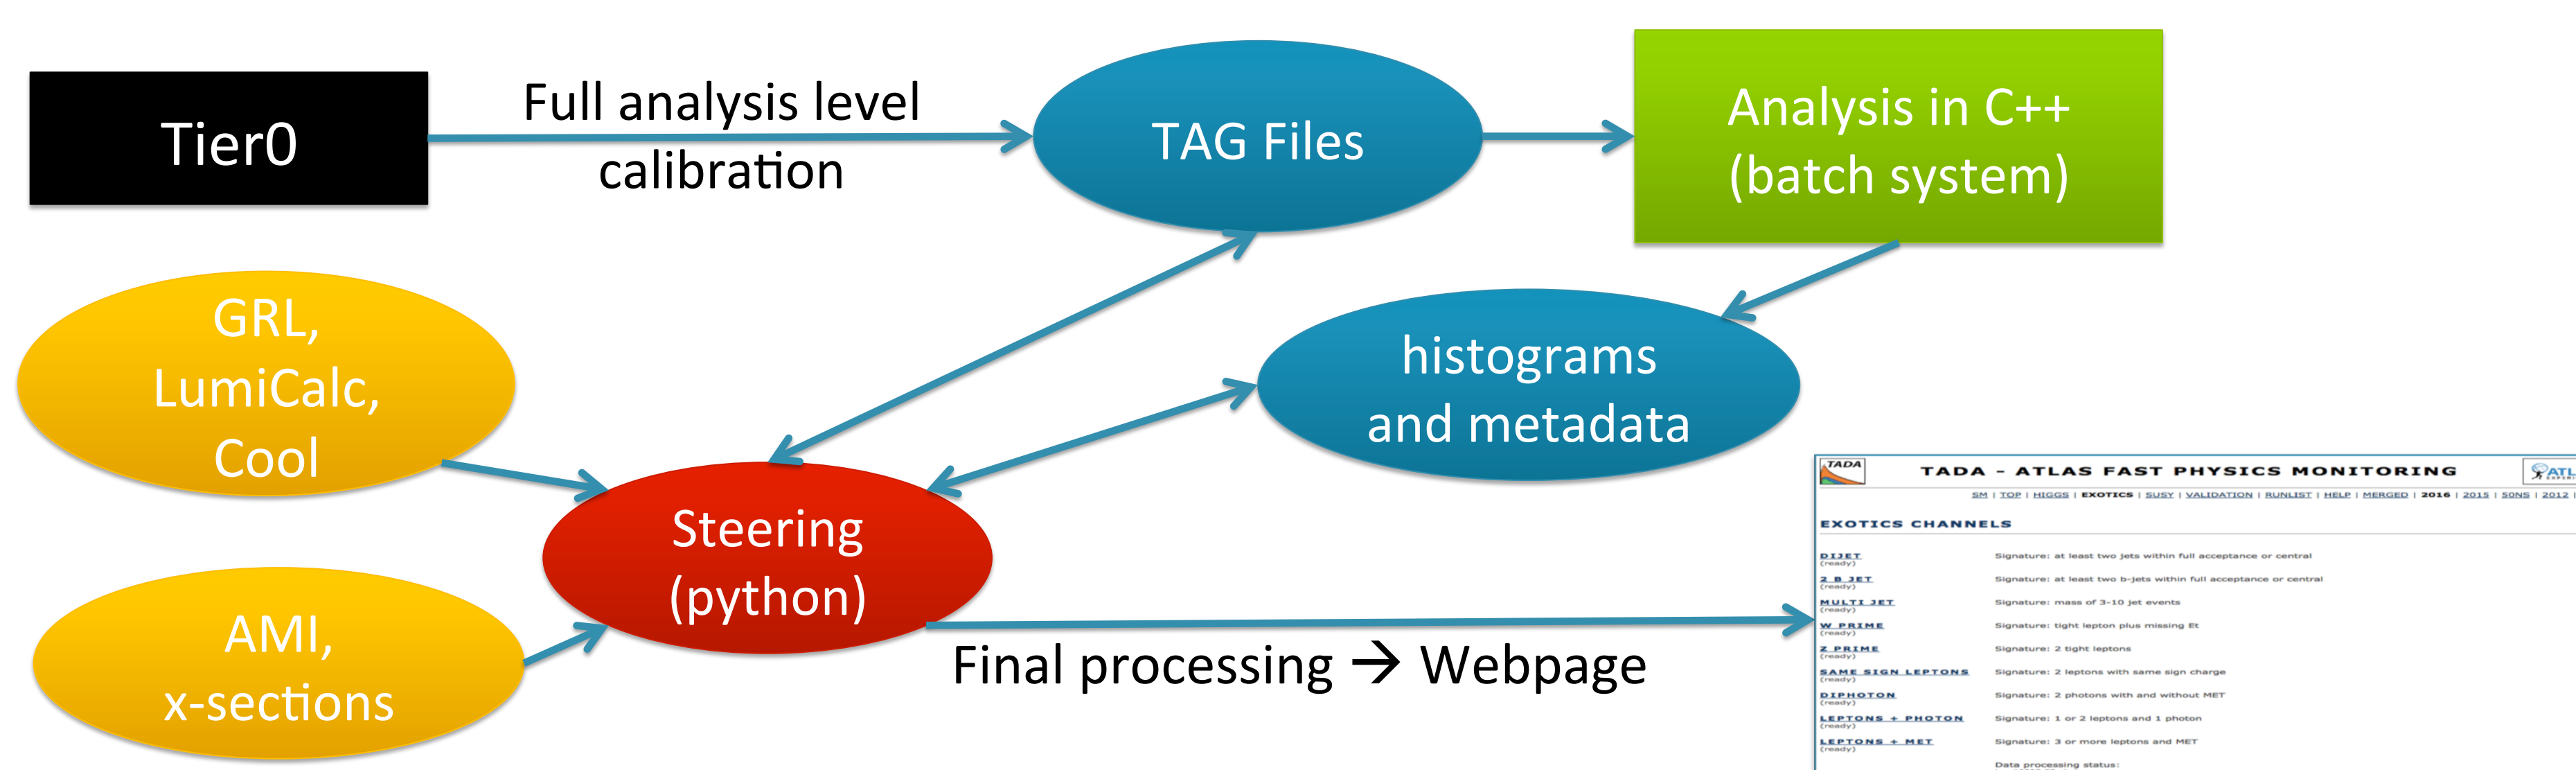 Tier0
Full analysis level
calibration
TAG Files
Analysis in C++
(batch system)
GRL,
LumiCalc,
Cool
histograms
and metadata
Steering
(python)
AMI,
x-sections
Final processing → Webpage
TADA
TADA - ATLAS FAST PHYSICS MONITORING
SM | TOP | HIGGS | EXOTICS | SUSY | VALIDATION | RUNLIST | HELP | MERGED | 2016 | 2015 | 50NS | 2012 |
EXOTICS CHANNELS
DIJET Signature: at least two jets within full acceptance or central
(ready)
2 B JET Signature: at least two b-jets within full acceptance or central
(ready)
MULTI JET Signature: mass of 3-10 jet events
(ready)
W PRIME Signature: tight lepton plus missing Et
(ready)
Z PRIME Signature: 2 tight leptons
(ready)
SAME SIGN LEPTONS Signature: 2 leptons with same sign charge
(ready)
DIPHOTON Signature: 2 photons with and without MET
(ready)
LEPTONS + PHOTON Signature: 1 or 2 leptons and 1 photon
(ready)
LEPTONS + MET Signature: 3 or more leptons and MET
(ready)
Data processing status: